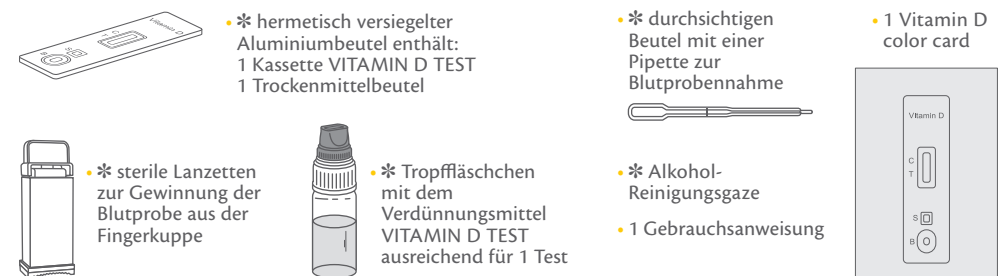 Vitamin D
C
T
S
B
• ✻ hermetisch versiegelter
Aluminiumbeutel enthält:
1 Kassette VITAMIN D TEST
1 Trockenmittelbeutel
• ✻ durchsichtigen
Beutel mit einer
Pipette zur
Blutprobennahme
• 1 Vitamin D
color card
• ✻ sterile Lanzetten
zur Gewinnung der
Blutprobe aus der
Fingerkuppe
• ✻ Tropffläschchen
mit dem
Verdünnungsmittel
VITAMIN D TEST
ausreichend für 1 Test
• ✻ Alkohol-
Reinigungsgaze
• 1 Gebrauchsanweisung
Vitamin D
C
T
S
B